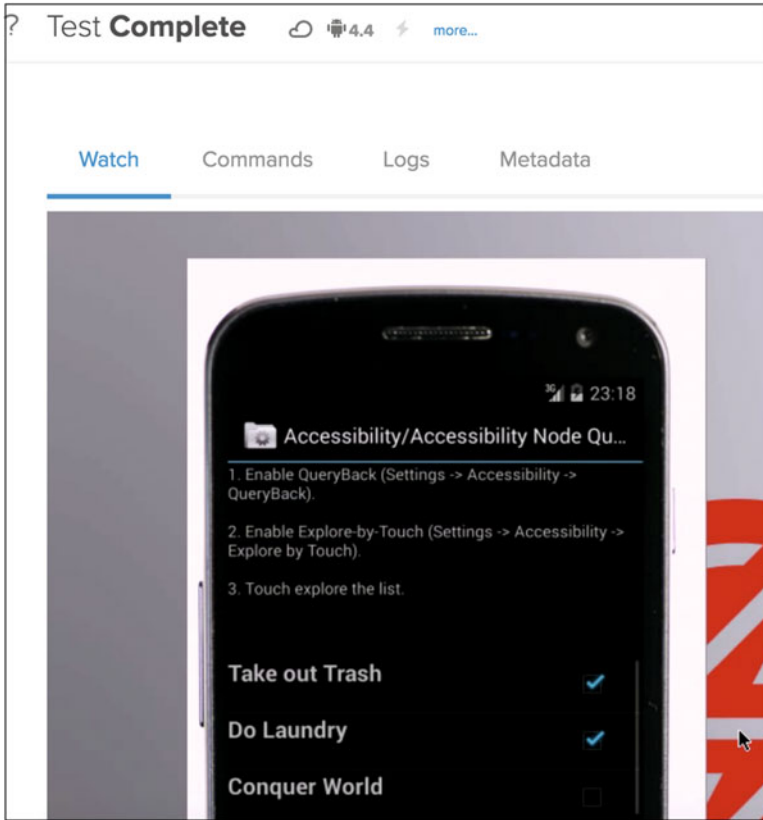 ?
Test Complete 4.4 more...
Watch Commands Logs Metadata
3G 23:18
Accessibility/Accessibility Node Qu...
1. Enable QueryBack (Settings -> Accessibility ->
QueryBack).
2. Enable Explore-by-Touch (Settings -> Accessibility ->
Explore by Touch).
3. Touch explore the list.
Take out Trash
Do Laundry
Conquer World